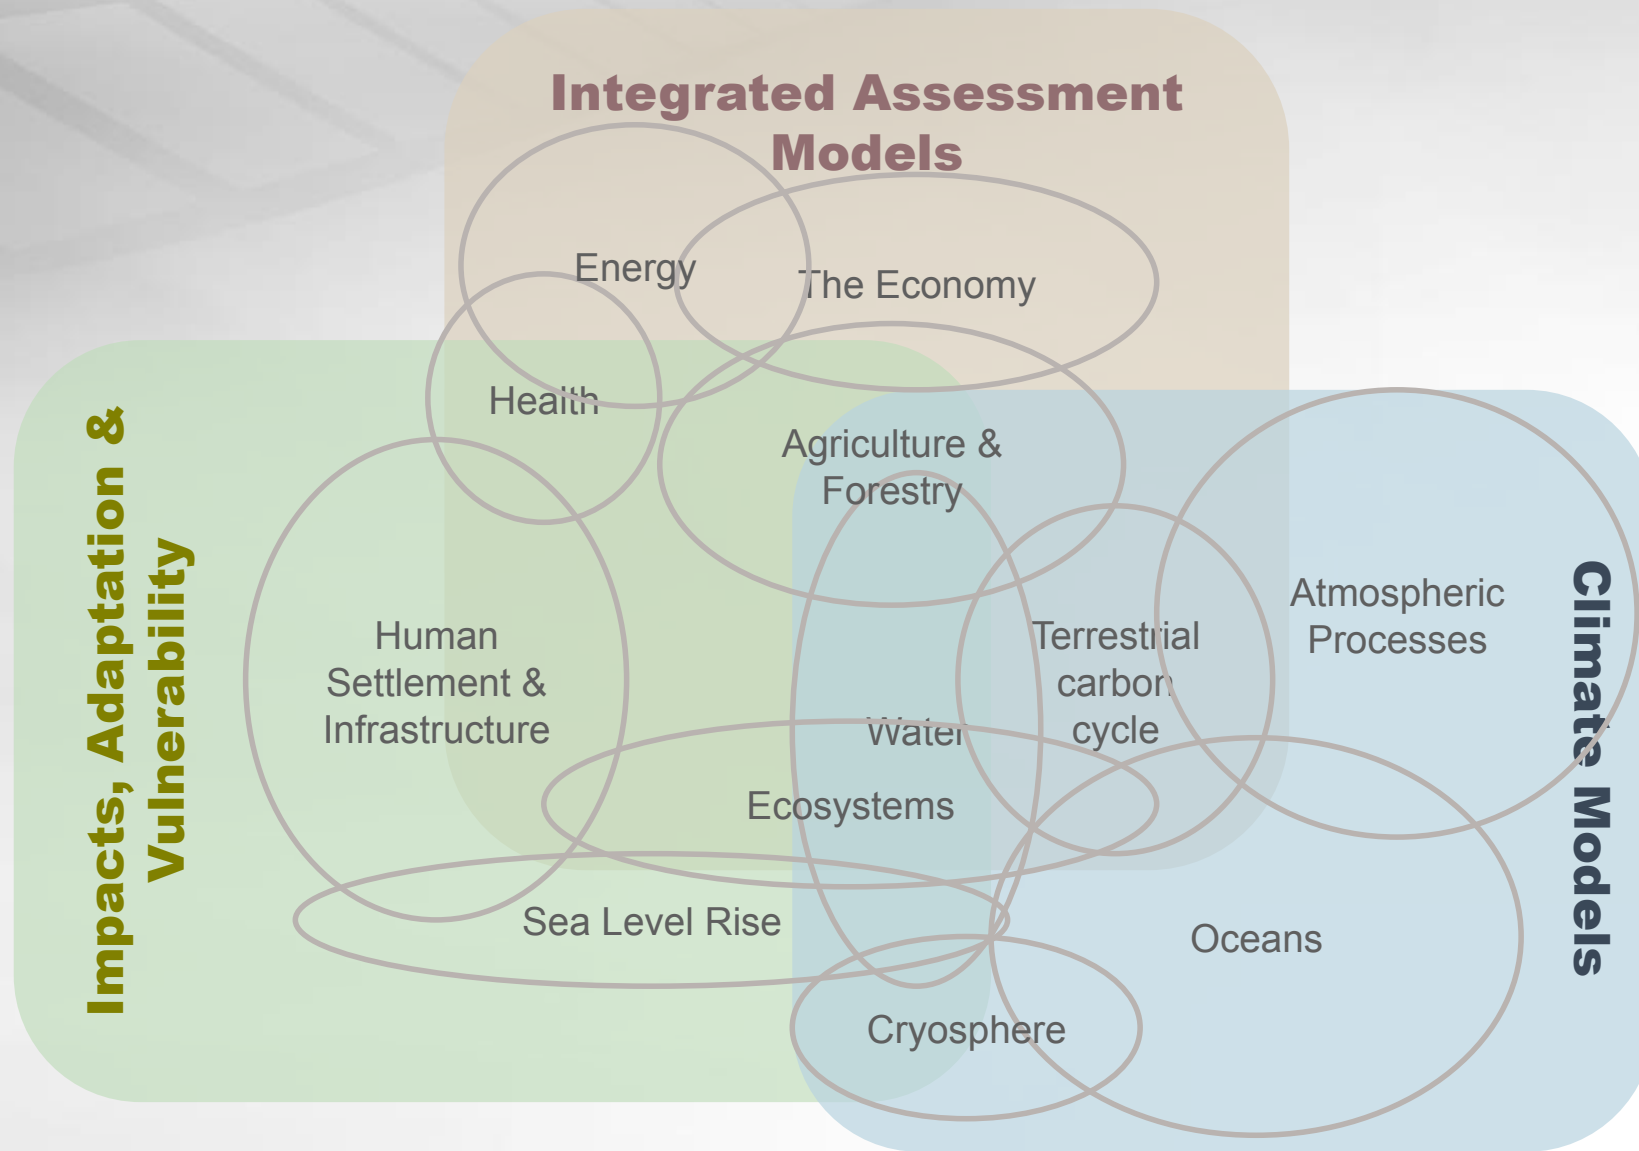 Integrated Assessment
Models
Energy
The Economy
Health
Agriculture &
Forestry
Impacts, Adaptation &
Vulnerability
Human
Settlement &
Infrastructure
Terrestrial
carbon
cycle
Atmospheric
Processes
Climate Models
Water
Ecosystems
Sea Level Rise
Oceans
Cryosphere